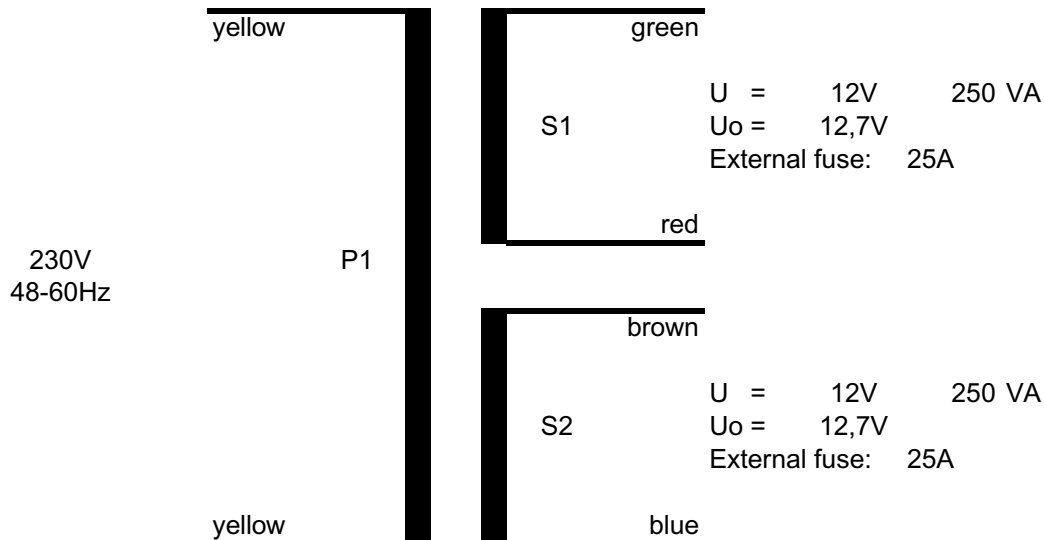 yellow
green
U = 12V 250 VA
S1
Uo = 12,7V
External fuse: 25A
red
230V
P1
48-60Hz
brown
U = 12V 250 VA
S2
Uo = 12,7V
External fuse: 25A
yellow
blue